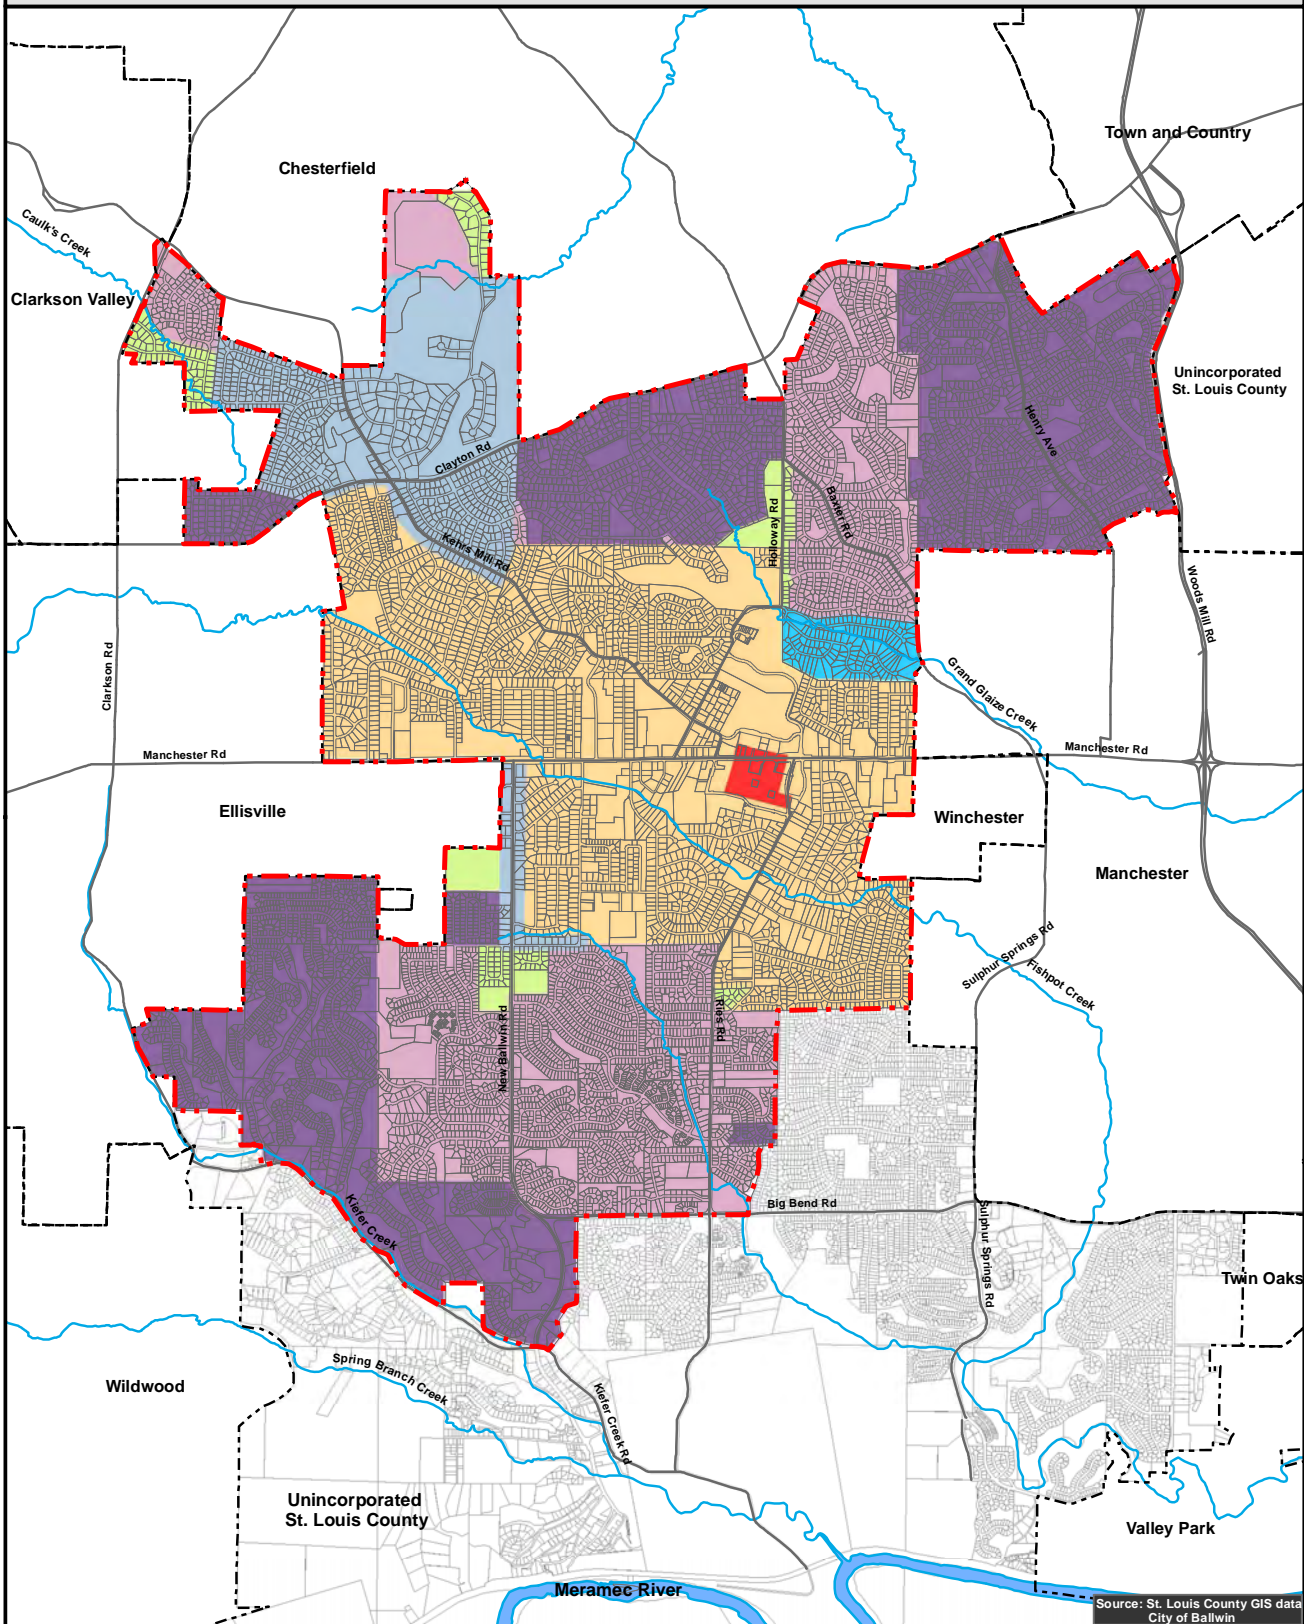 Town and Country
Chesterfield
Caulk's Creek
Clarkson Valley
Unincorporated
St. Louis County
Henry Ave
Clayton Rd
Baxter Rd
Holloway Rd
Kehrs Mill Rd
Woods Mill Rd
Clarkson Rd
Grand Glaize Creek
Manchester Rd
Manchester Rd
Ellisville
Winchester
Manchester
Sulphur Springs Rd
Fishpot Creek
New Ballwin Rd
Ries Rd
Big Bend Rd
Kiefer Creek
Sulphur Springs Rd
Twin Oaks
Spring Branch Creek
Wildwood
Kiefer Creek Rd
Unincorporated
St. Louis County
Valley Park
Meramec River
Source: St. Louis County GIS data
City of Ballwin